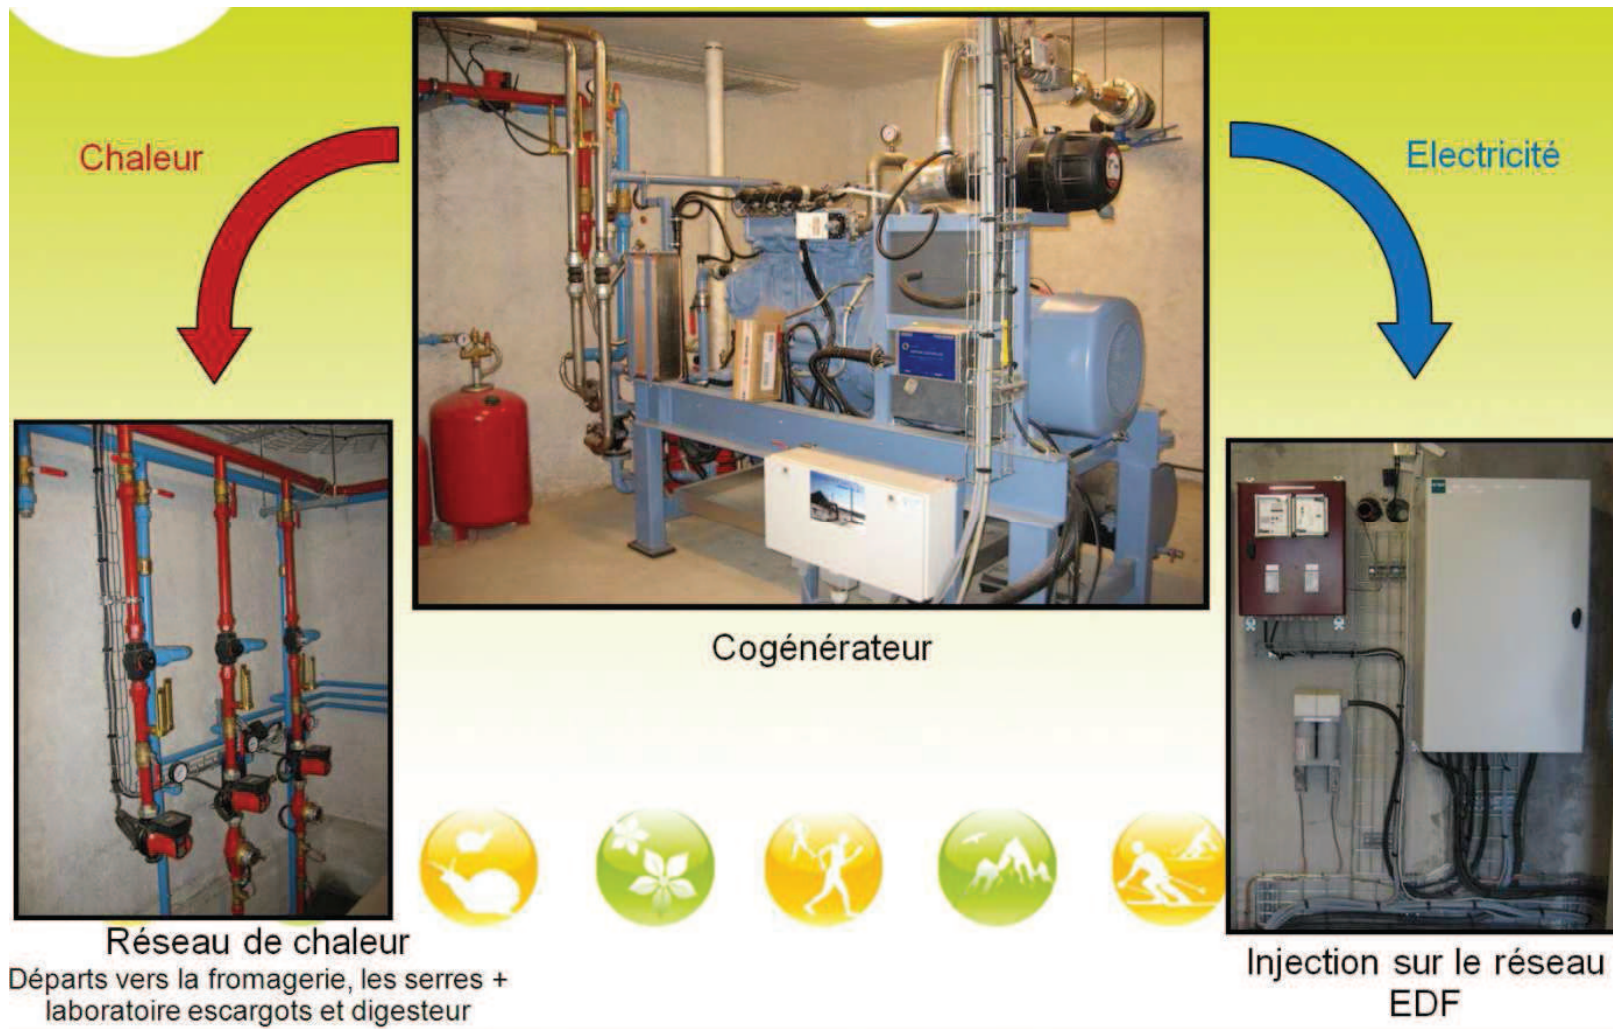 Chaleur
Electricité
Cogénérateur
Réseau de chaleur
Départs vers la fromagerie, les serres +
laboratoire escargots et digesteur
Injection sur le réseau
EDF